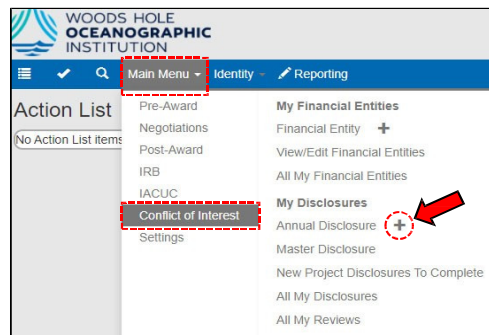 WOODS HOLE
OCEANOGRAPHIC
INSTITUTION
Main Menu Identity Reporting
Action List
No Action List items
Pre-Award
Negotiations
Post-Award
IRB
IACUC
Conflict of Interest
Settings
My Financial Entities
Financial Entity +
View/Edit Financial Entities
All My Financial Entities
My Disclosures
Annual Disclosure +
Master Disclosure
New Project Disclosures To Complete
All My Disclosures
All My Reviews